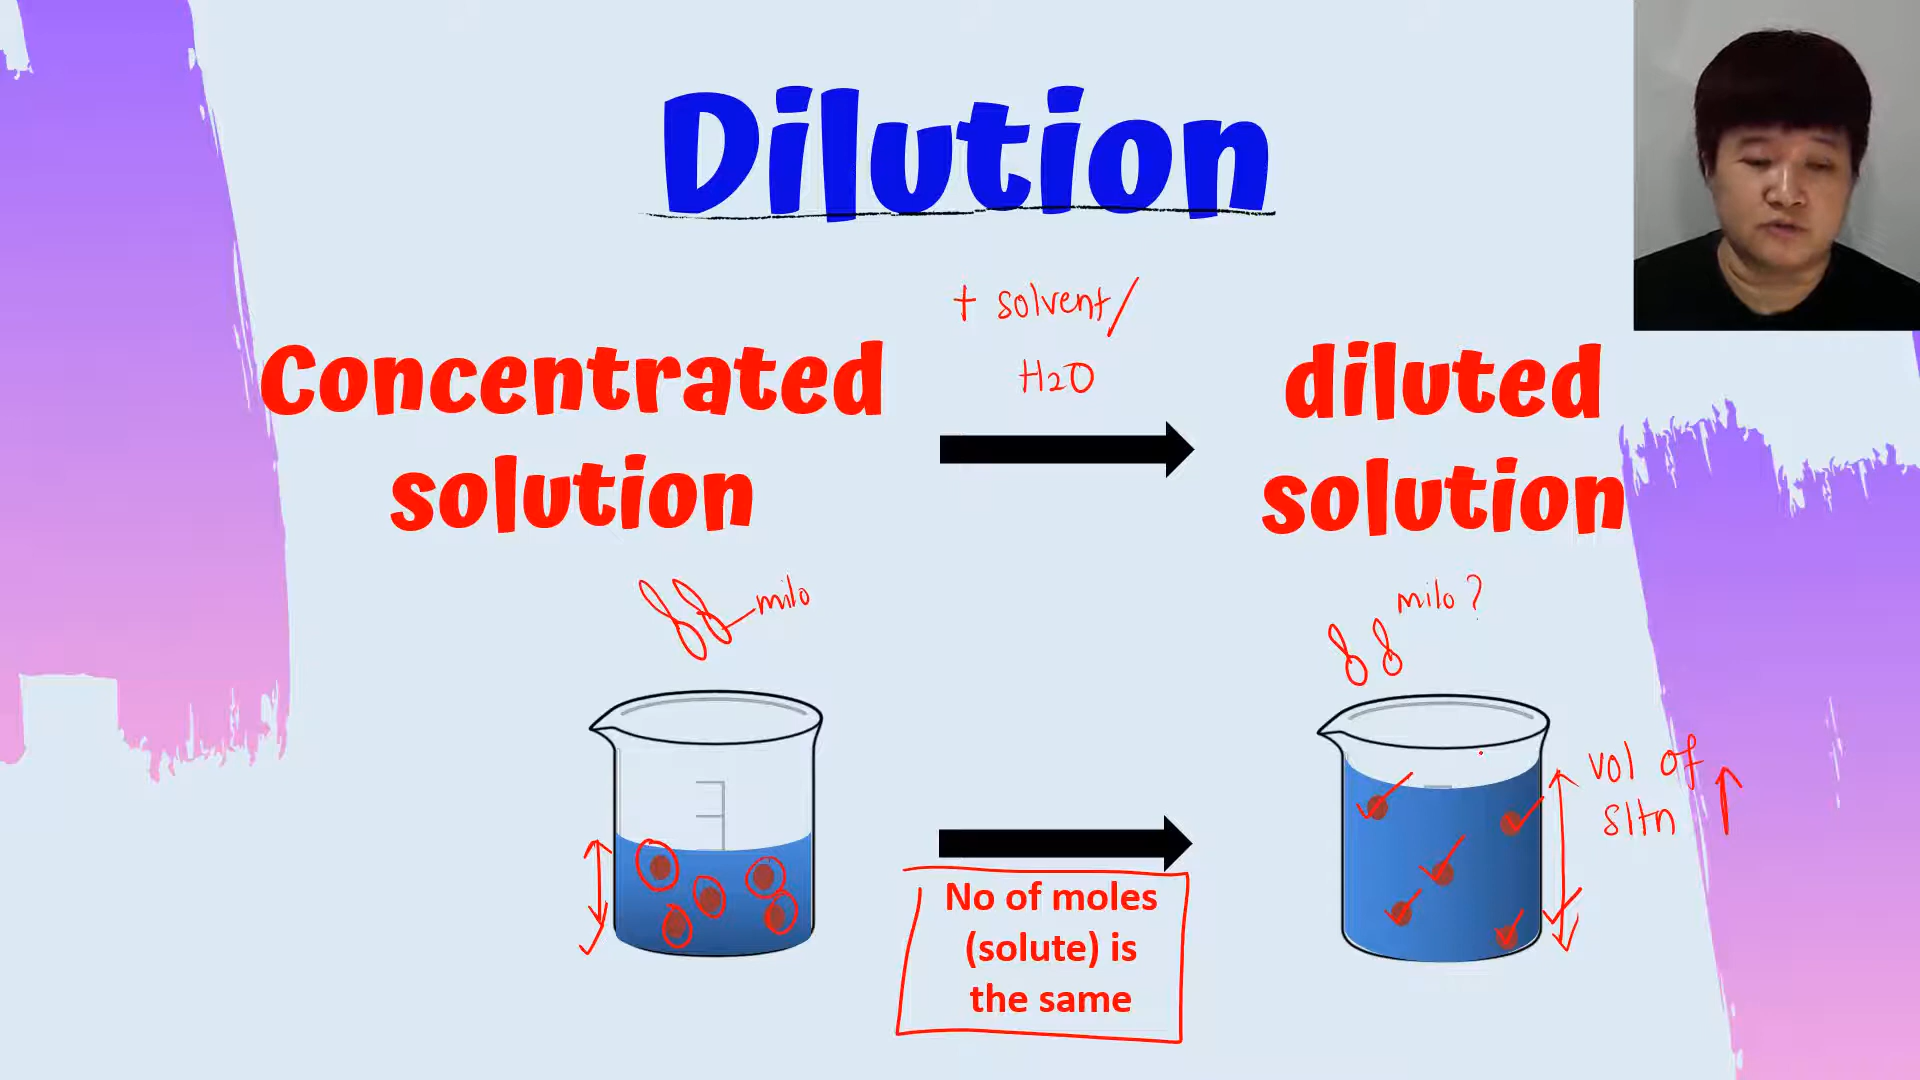 Dilution
+ solvent/
H2O
Concentrated
solution
diluted
solution
milo
milo?
vol of
sltn ↑
No of moles
(solute) is
the same